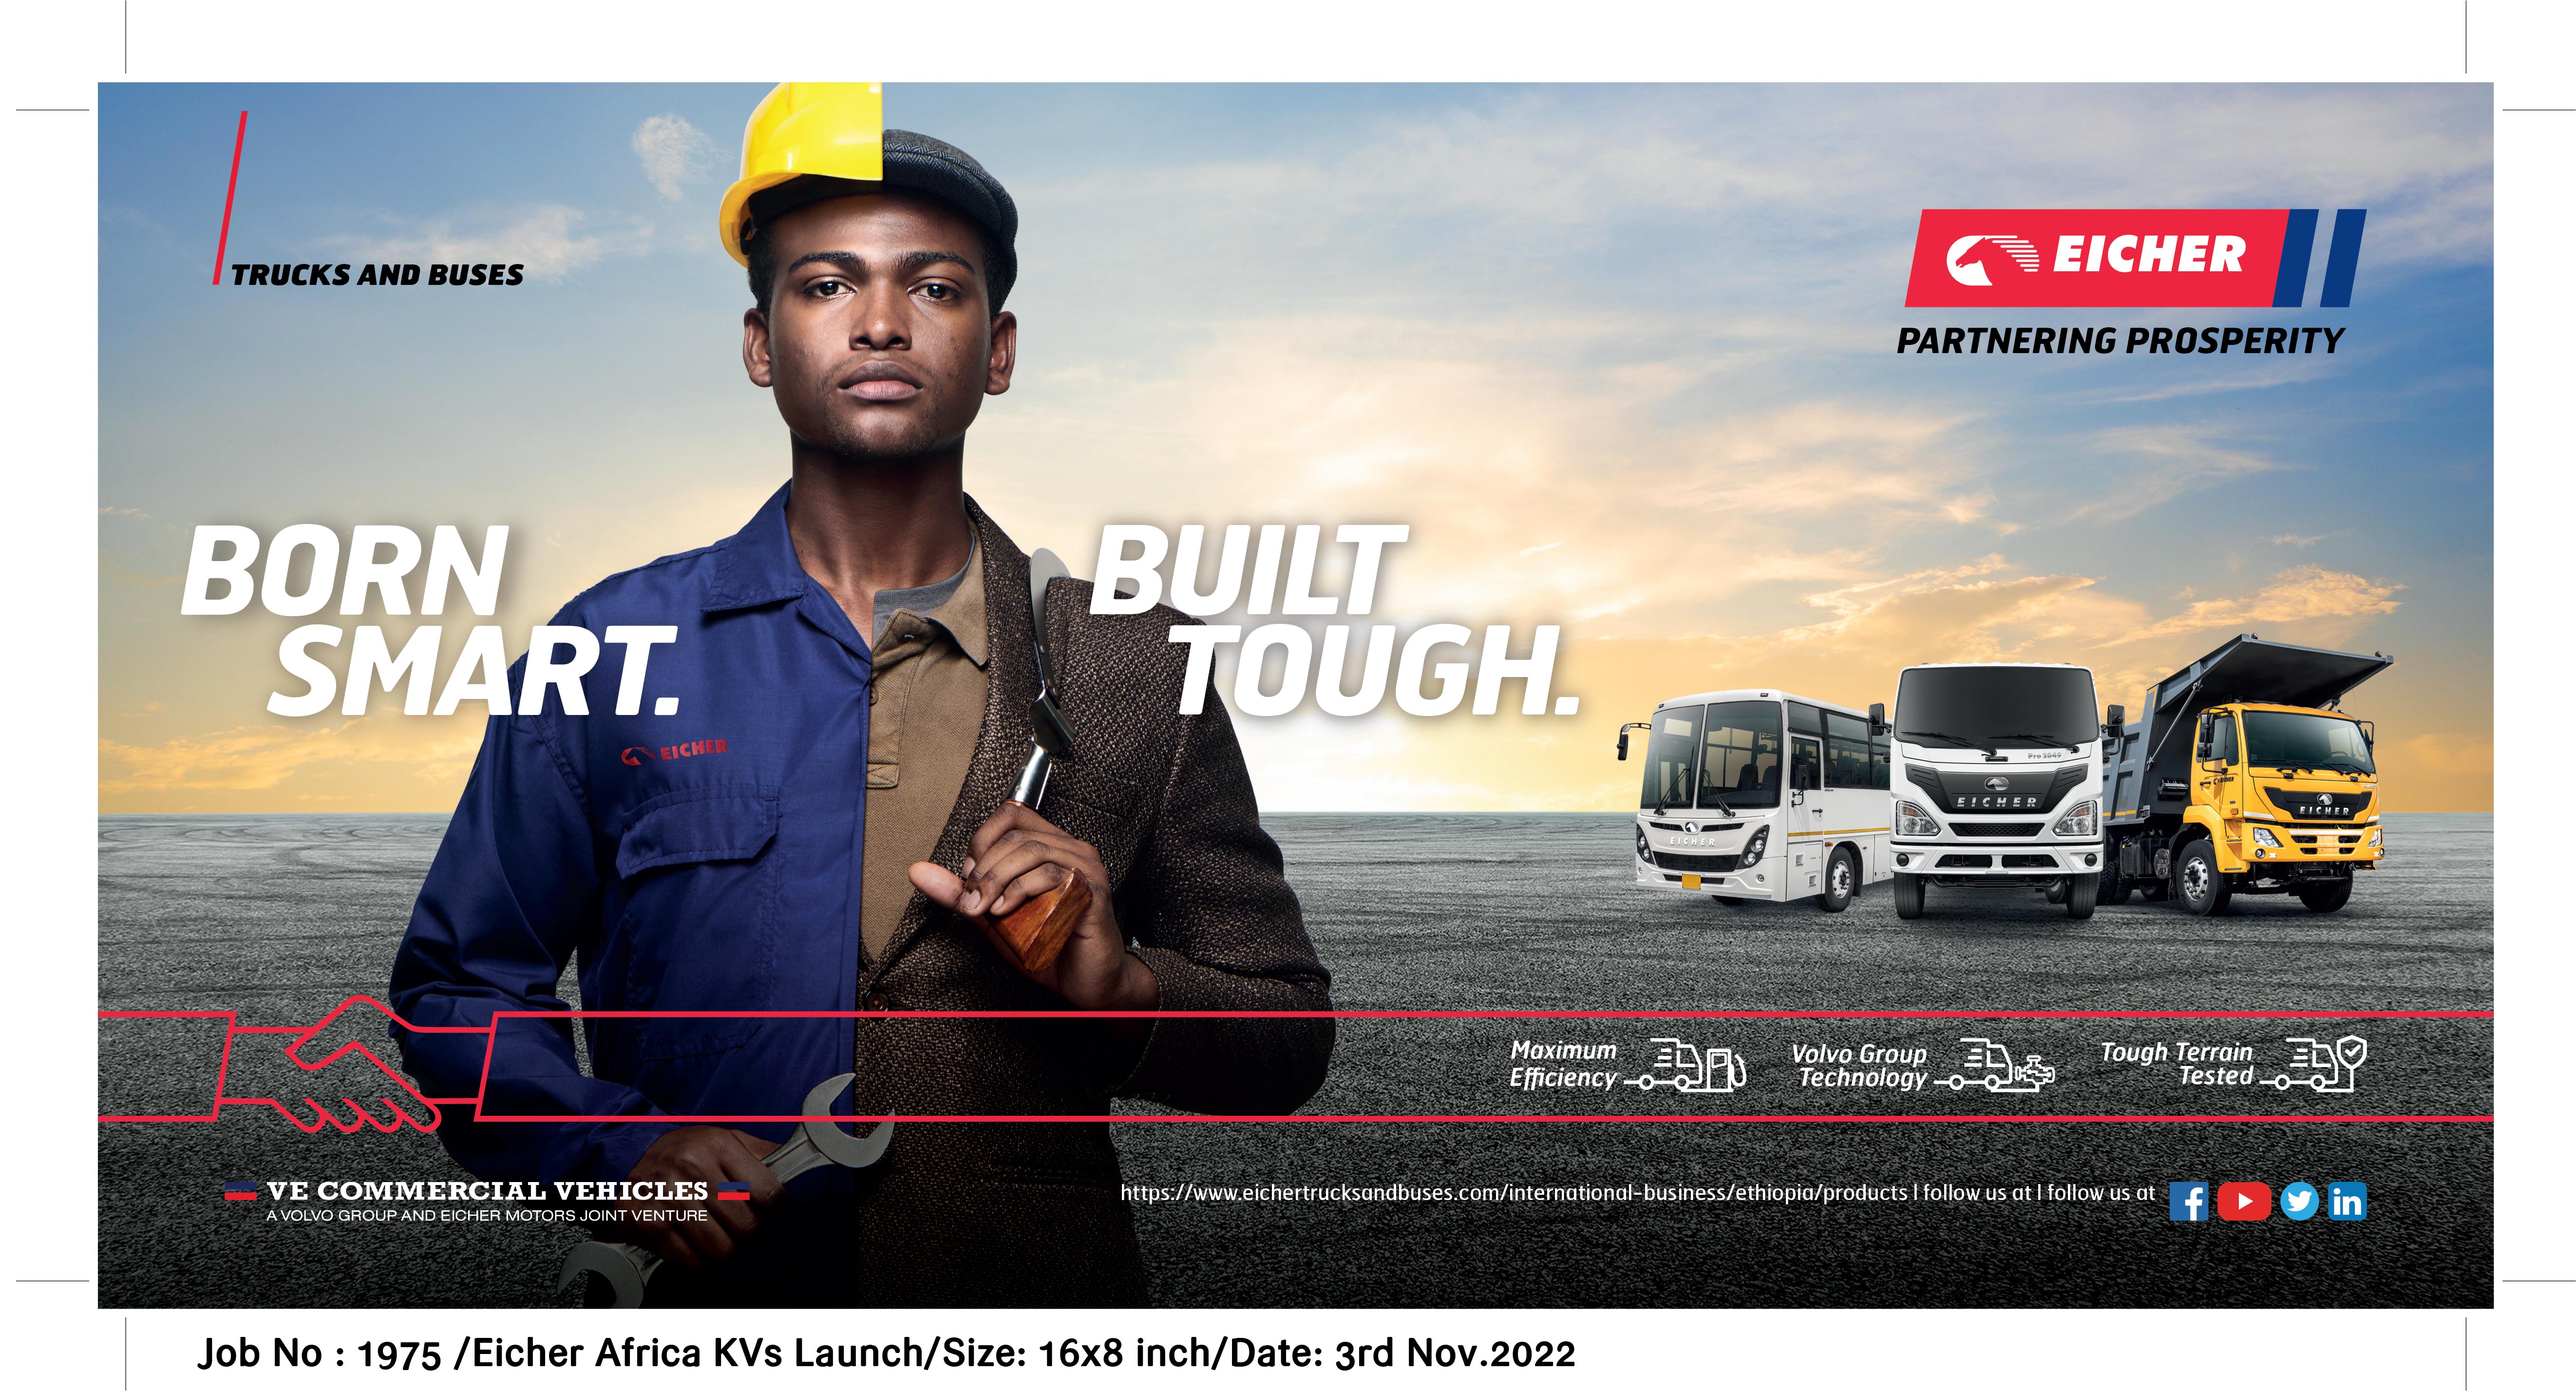 TRUCKS AND BUSES
EICHER
PARTNERING PROSPERITY
BORN
SMART.
BUILT
TOUGH.
EICHER
Pro 2049
EICHER
EICHER
EICHER
Maximum
Efficiency
Volvo Group
Technology
Tough Terrain
Tested
VE COMMERCIAL VEHICLES
A VOLVO GROUP AND EICHER MOTORS JOINT VENTURE
https://www.eichertrucksandbuses.com/international-business/ethiopia/products | follow us at | follow us at
Job No : 1975 /Eicher Africa KVs Launch/Size: 16x8 inch/Date: 3rd Nov.2022